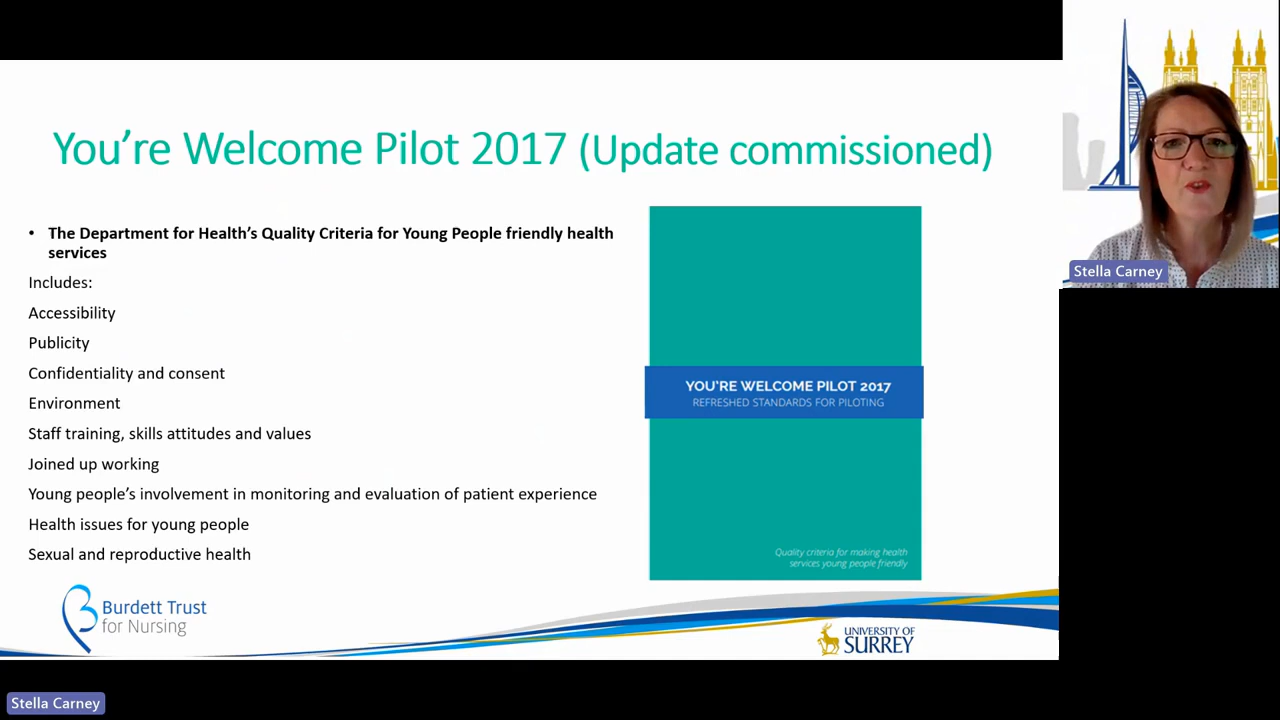 You're Welcome Pilot 2017 (Update commissioned)
• The Department for Health's Quality Criteria for Young People friendly health
services
Includes:
Accessibility
Publicity
Confidentiality and consent
Environment
Staff training, skills attitudes and values
Joined up working
Young people's involvement in monitoring and evaluation of patient experience
Health issues for young people
Sexual and reproductive health
YOU'RE WELCOME PILOT 2017
REFRESHED STANDARDS FOR PILOTING
Quality criteria for making health
services young people friendly
Burdett Trust
for Nursing
UNIVERSITY OF
SURREY
Stella Carney
Stella Carney